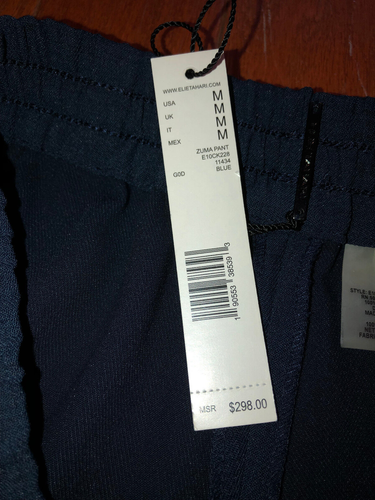 WWW.ELIETAHARI.COM
USA M
UK M
IT M
MEX M
ZUMA PANT
E10CK228
11434
G0D BLUE
1 90553 38539 3
MSR $298.00